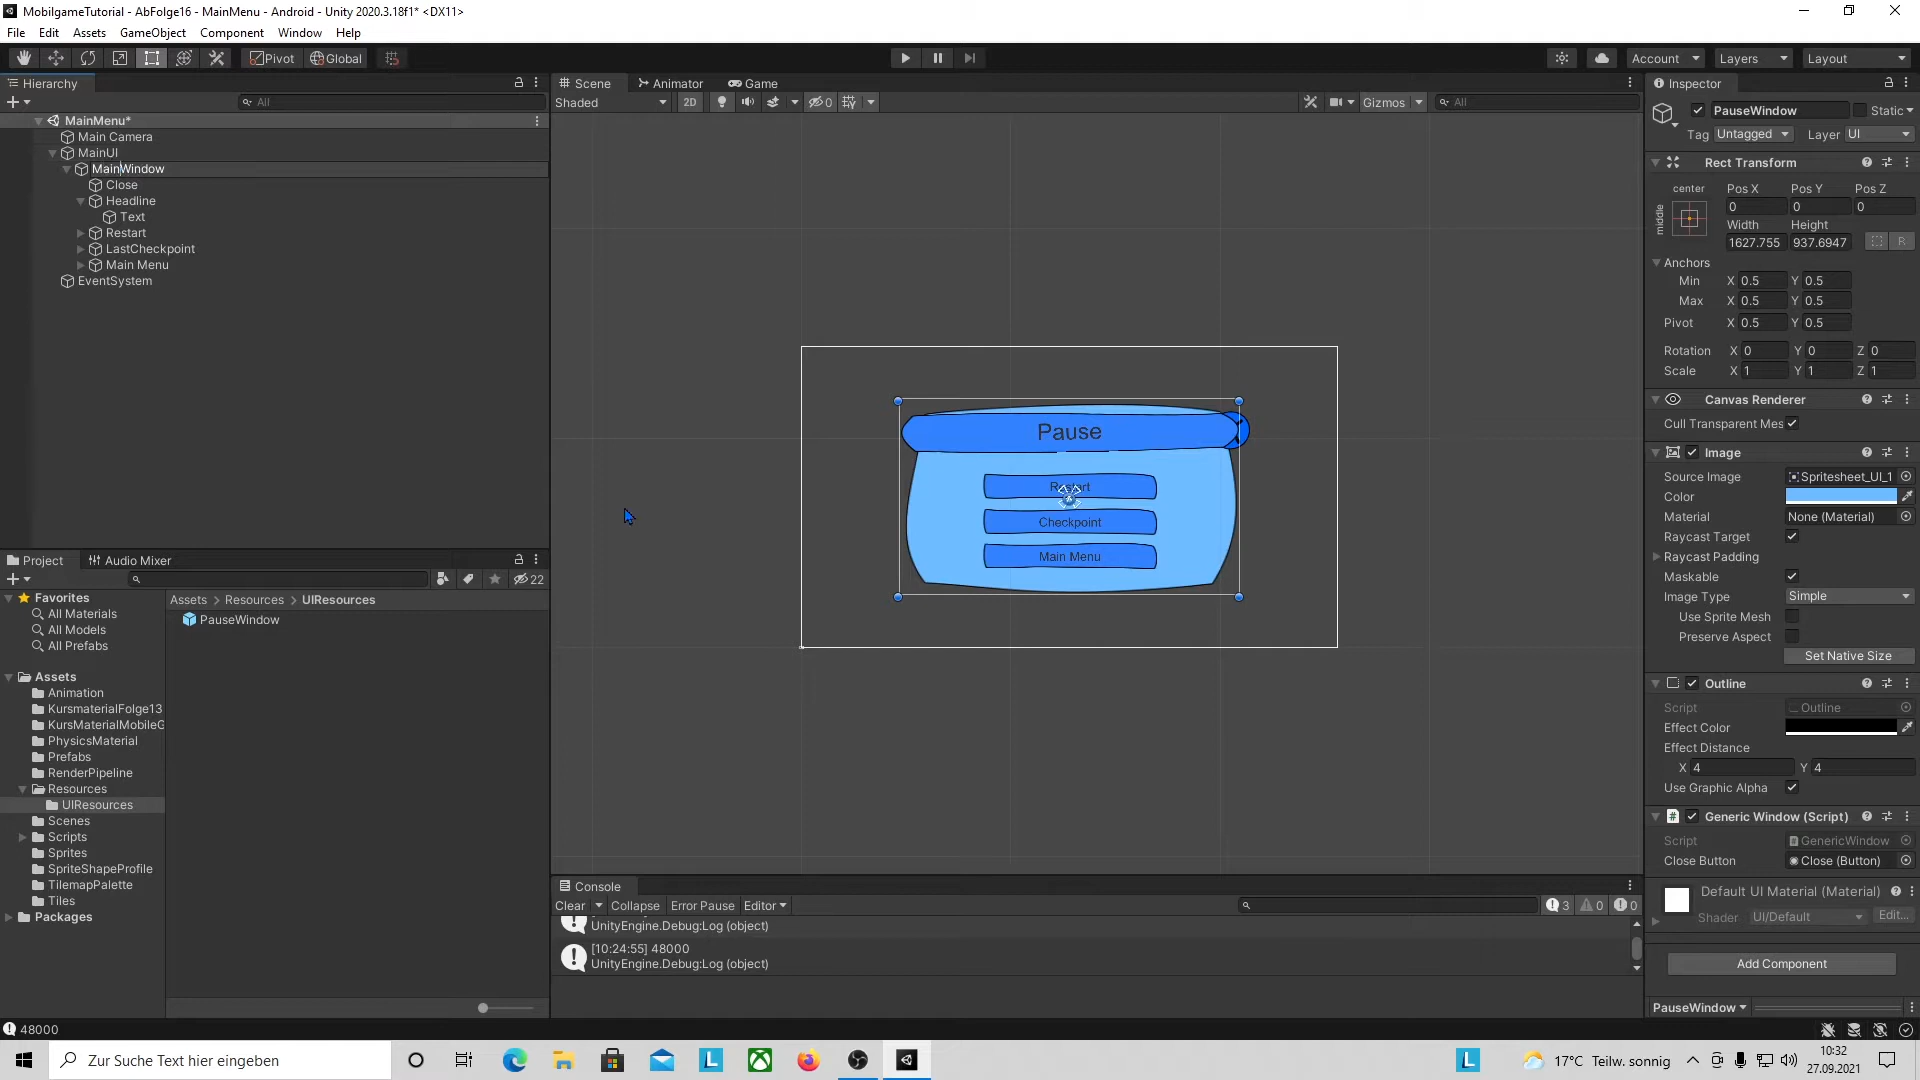 MobilgameTutorial - AbFolge16 - MainMenu - Android - Unity 2020.3.18f1* <DX11>
File Edit Assets GameObject Component Window Help
Pivot Global Account Layers Layout
Hierarchy
All
MainMenu*
Main Camera
MainUI
MainWindow
Close
Headline
Text
Restart
LastCheckpoint
Main Menu
EventSystem
Scene Animator Game
Shaded 2D 0 Gizmos All
Pause
Checkpoint
Main Menu
Project Audio Mixer
22
Favorites
All Materials
All Models
All Prefabs
Assets
Animation
KursmaterialFolge13
KursMaterialMobileG
PhysicsMaterial
Prefabs
RenderPipeline
Resources
UIResources
Scenes
Scripts
Sprites
SpriteShapeProfile
TilemapPalette
Tiles
Packages
Assets > Resources > UIResources
PauseWindow
Console
Clear Collapse Error Pause Editor 3 0 0
UnityEngine.Debug:Log (object)
[10:24:55] 48000
UnityEngine.Debug:Log (object)
Inspector
PauseWindow Static
Tag Untagged Layer UI
Rect Transform
center Pos X Pos Y Pos Z
middle 0 0 0
Width Height
1627.755 937.6947 R
Anchors
Min X 0.5 Y 0.5
Max X 0.5 Y 0.5
Pivot X 0.5 Y 0.5
Rotation X 0 Y 0 Z 0
Scale X 1 Y 1 Z 1
Canvas Renderer
Cull Transparent Mes
Image
Source Image Spritesheet_UI_1
Color
Material None (Material)
Raycast Target
Raycast Padding
Maskable
Image Type Simple
Use Sprite Mesh
Preserve Aspect
Set Native Size
Outline
Script Outline
Effect Color
Effect Distance
X 4 Y 4
Use Graphic Alpha
Generic Window (Script)
Script GenericWindow
Close Button Close (Button)
Default UI Material (Material)
Shader UI/Default Edit...
Add Component
PauseWindow
48000
Zur Suche Text hier eingeben
L
L
17°C Teilw. sonnig
10:32
27.09.2021